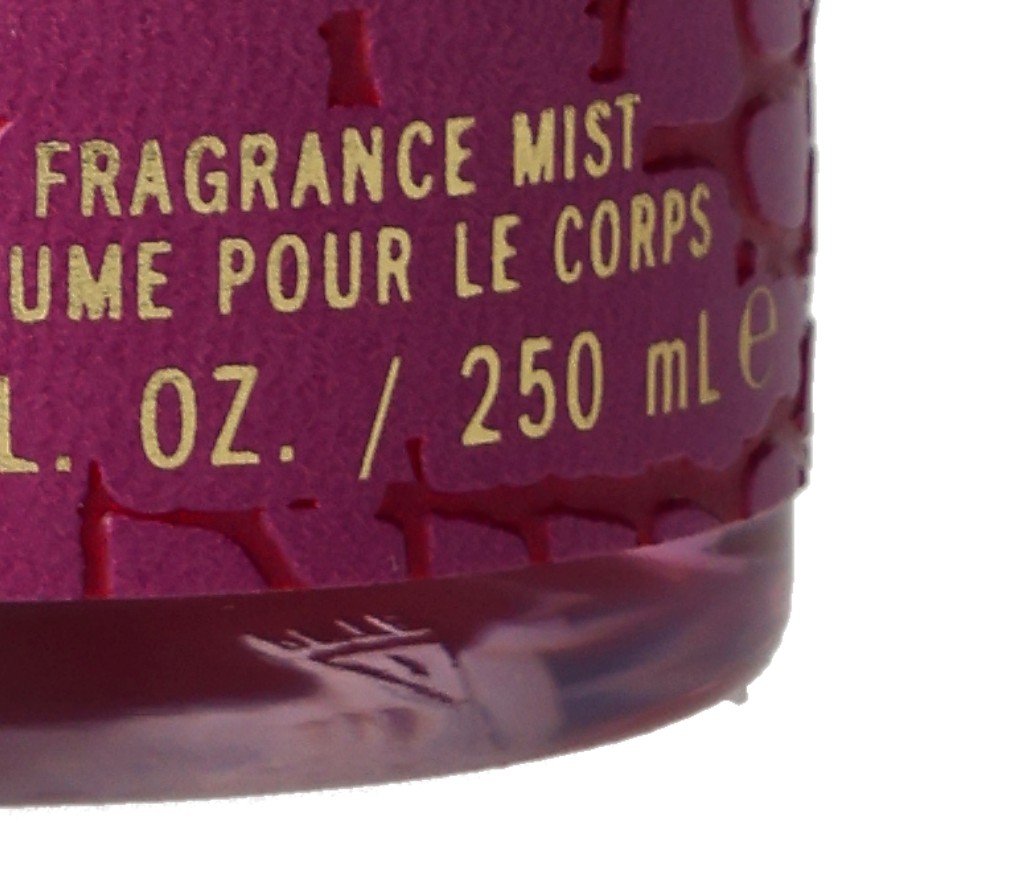 FRAGRANCE MIST
UME POUR LE CORPS
L. OZ. / 250 mL ℮